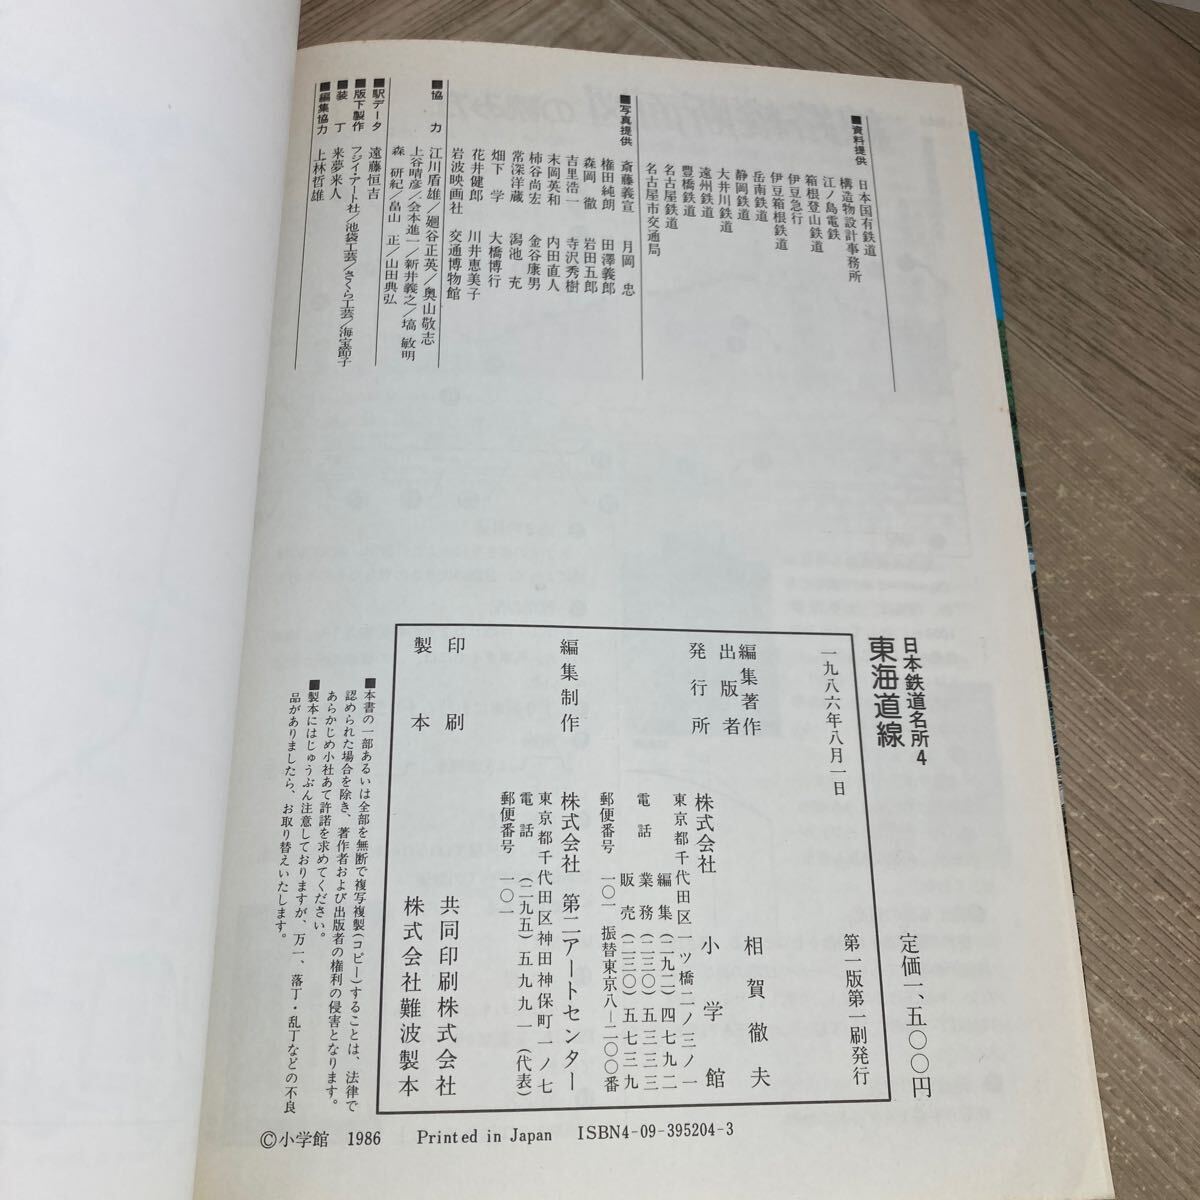 ■資料提供
日本国有鉄道
構造物設計事務所
江ノ島電鉄
箱根登山鉄道
伊豆急行
伊豆箱根鉄道
岳南鉄道
静岡鉄道
大井川鉄道
遠州鉄道
豊橋鉄道
名古屋鉄道
名古屋市交通局
■写真提供
斎藤義宣　月岡　忠
権田純朗　田澤義郎
森岡　徹　岩田五郎
吉里浩一　寺沢秀樹
末岡英和　内田直人
柿谷尚宏　金谷康男
常深洋蔵　潟池　充
畑下　学　大橋博行
花井健郎　川井恵美子
岩波映画社　交通博物館
■協　力
江川盾雄／廻谷正英／奥山敬志
上谷晴彦／会本進一／新井義之／塙　敏明
森　研紀／畠山　正／山田典弘
■駅データ　遠藤恒吉
■版下製作　フジイ・アート社／池袋工芸／さくら工芸／海宝節子
■装　丁　来夢来人
■編集協力　上林哲雄
日本鉄道名所4
東海道線
定価一、五〇〇円
一九八六年八月一日　第一版第一刷発行
編集著作
出版者　相賀徹夫
発行所　株式会社　小学館
東京都千代田区一ツ橋二ノ三ノ一
電話　編集(二九二)四七九二
業務(二三〇)五三三三
販売(二三〇)五七三九
郵便番号　一〇一　振替東京八―二〇〇番
編集制作　株式会社　第二アートセンター
東京都千代田区神田神保町一ノ七
電話　(二九五)五九九一(代表)
郵便番号　一〇一
印刷　共同印刷株式会社
製本　株式会社難波製本
■本書の一部あるいは全部を無断で複写複製(コピー)することは、法律で
認められた場合を除き、著作者および出版者の権利の侵害となります。
あらかじめ小社あて許諾を求めてください。
■製本にはじゅうぶん注意しておりますが、万一、落丁・乱丁などの不良
品がありましたら、お取り替えいたします。
©小学館　1986　Printed in Japan　ISBN4-09-395204-3